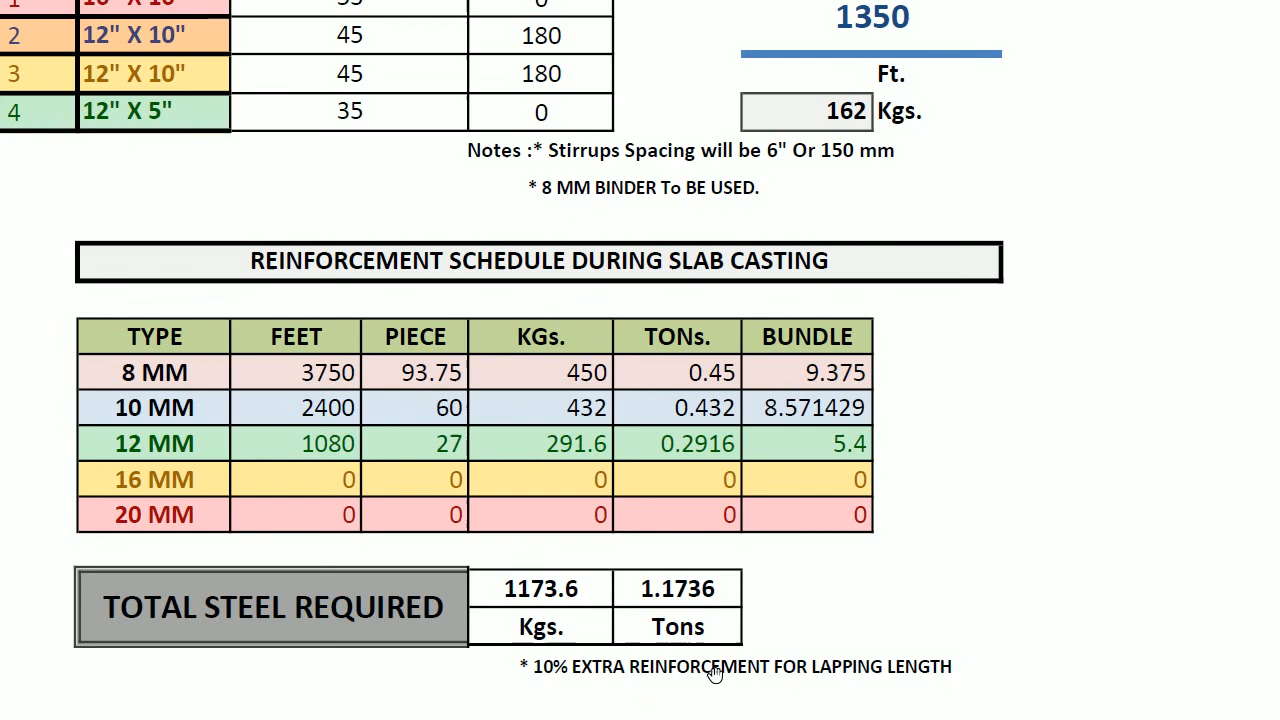 1350
2 12" X 10" 45 180
Ft.
3 12" X 10" 45 180
4 12" X 5" 35 0 162 Kgs.
Notes :* Stirrups Spacing will be 6" Or 150 mm
* 8 MM BINDER To BE USED.
REINFORCEMENT SCHEDULE DURING SLAB CASTING
TYPE FEET PIECE KGs. TONs. BUNDLE
8 MM 3750 93.75 450 0.45 9.375
10 MM 2400 60 432 0.432 8.571429
12 MM 1080 27 291.6 0.2916 5.4
16 MM 0 0 0 0 0
20 MM 0 0 0 0 0
TOTAL STEEL REQUIRED
1173.6 1.1736
Kgs. Tons
* 10% EXTRA REINFORCEMENT FOR LAPPING LENGTH